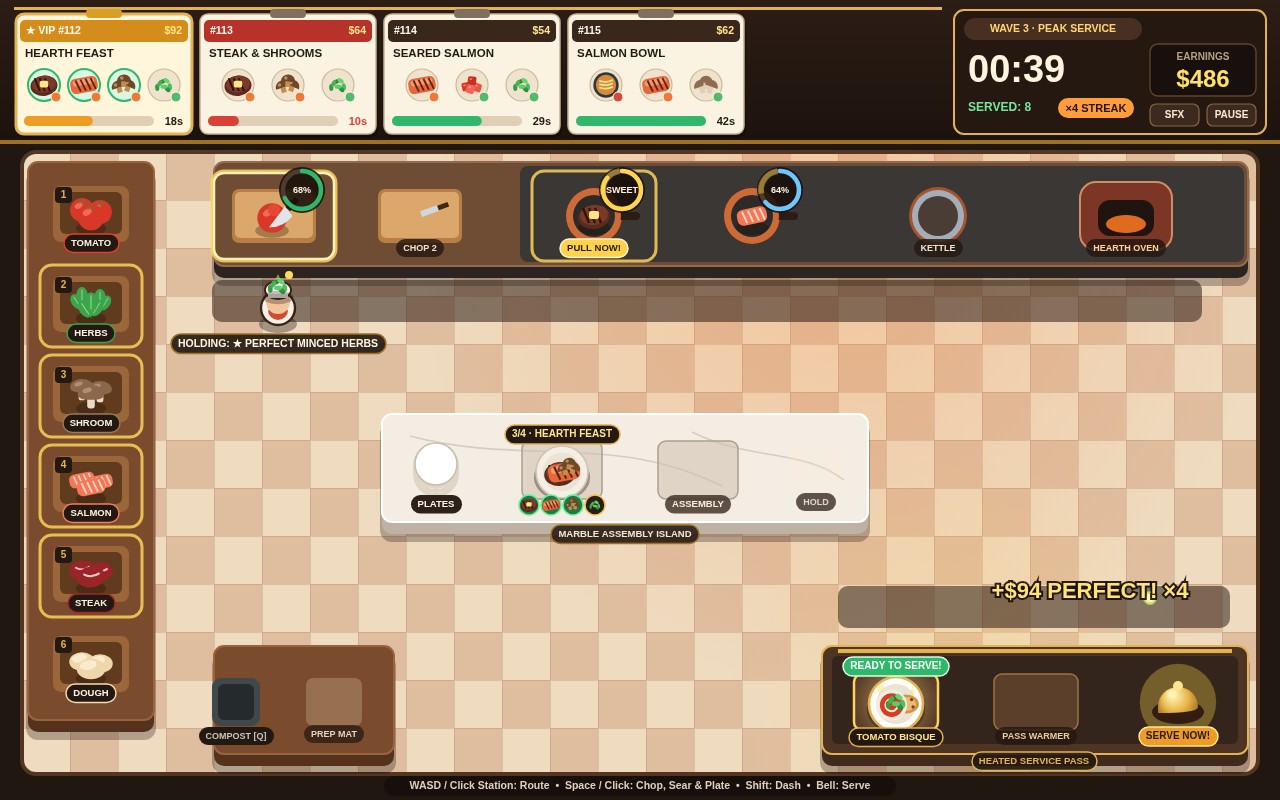 ★ VIP #112 $92
HEARTH FEAST
18s
#113 $64
STEAK & SHROOMS
10s
#114 $54
SEARED SALMON
29s
#115 $62
SALMON BOWL
42s
WAVE 3 · PEAK SERVICE
00:39
SERVED: 8
×4 STREAK
EARNINGS
$486
SFX
PAUSE
1
TOMATO
2
HERBS
3
SHROOM
4
SALMON
5
STEAK
6
DOUGH
68%
CHOP 2
SWEET
PULL NOW!
64%
KETTLE
HEARTH OVEN
HOLDING: ★ PERFECT MINCED HERBS
3/4 · HEARTH FEAST
PLATES
ASSEMBLY
HOLD
MARBLE ASSEMBLY ISLAND
+$94 PERFECT! ×4
COMPOST [Q]
PREP MAT
READY TO SERVE!
TOMATO BISQUE
PASS WARMER
SERVE NOW!
HEATED SERVICE PASS
WASD / Click Station: Route • Space / Click: Chop, Sear & Plate • Shift: Dash • Bell: Serve